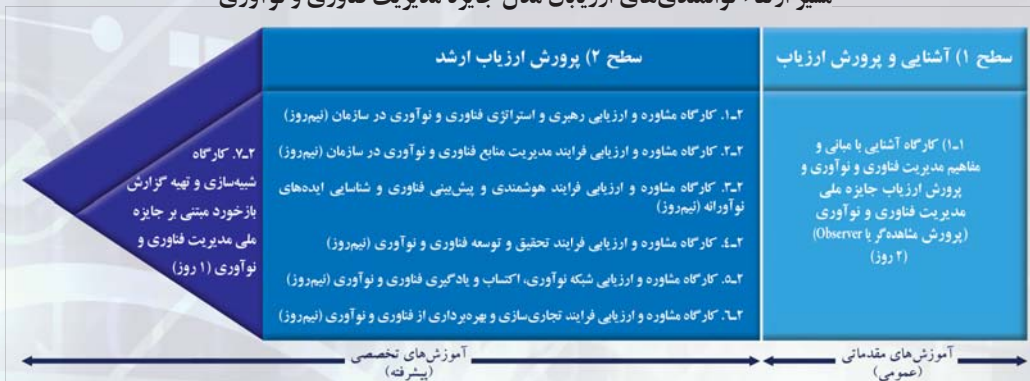 مسیر ارتقاء توانمندی‌های ارزیابان مدل جایزه مدیریت فناوری و نوآوری
سطح ۱) آشنایی و پرورش ارزیاب
۱-۱) کارگاه آشنایی با مبانی و
مفاهیم مدیریت فناوری و نوآوری و
پرورش ارزیاب جایزه ملی
مدیریت فناوری و نوآوری
(پرورش مشاهده‌گر یا Observer)
(۲ روز)
سطح ۲) پرورش ارزیاب ارشد
۲-۱. کارگاه مشاوره و ارزیابی رهبری و استراتژی فناوری و نوآوری در سازمان (نیم‌روز)
۲-۲. کارگاه مشاوره و ارزیابی فرایند مدیریت منابع فناوری و نوآوری در سازمان (نیم‌روز)
۲-۳. کارگاه مشاوره و ارزیابی فرایند هوشمندی و پیش‌بینی فناوری و شناسایی ایده‌های
نوآورانه (نیم‌روز)
۲-۴. کارگاه مشاوره و ارزیابی فرایند تحقیق و توسعه فناوری و نوآوری (نیم‌روز)
۲-۵. کارگاه مشاوره و ارزیابی شبکه نوآوری، اکتساب و یادگیری فناوری و نوآوری (نیم‌روز)
۲-۶. کارگاه مشاوره و ارزیابی فرایند تجاری‌سازی و بهره‌برداری از فناوری و نوآوری (نیم‌روز)
۲-۷. کارگاه
شبیه‌سازی و تهیه گزارش
بازخورد مبتنی بر جایزه
ملی مدیریت فناوری و
نوآوری (۱ روز)
آموزش‌های مقدماتی
(عمومی)
آموزش‌های تخصصی
(پیشرفته)